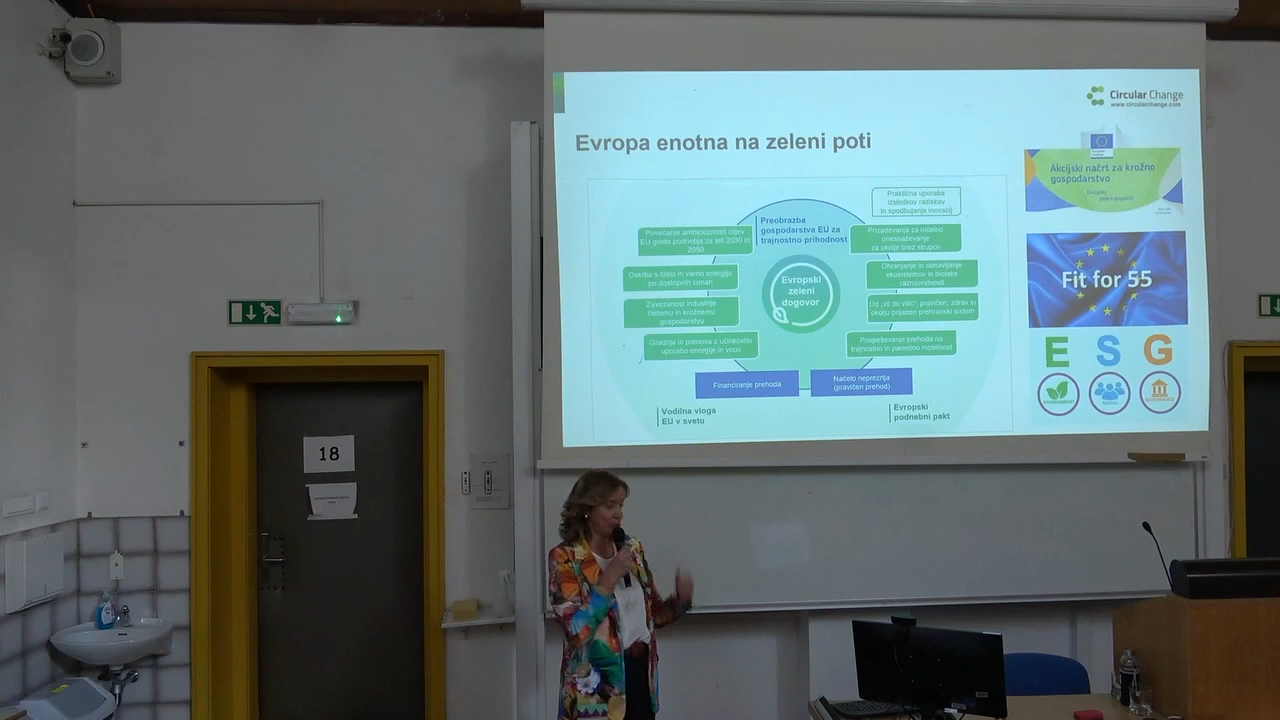 Circular Change
www.circularchange.com
Evropa enotna na zeleni poti
Akcijski načrt za krožno
gospodarstvo
Praktična uporaba
izsledkov raziskav
in spodbujanje inovacij
Preobrazba
gospodarstva EU za
trajnostno prihodnost
Povečanje ambicioznosti ciljev
EU glede podnebja za leti 2030 in
2050
Prizadevanja za ničelno
onesnaževanje
za okolje brez strupov
Oskrba s čisto in varno energijo
po dostopnih cenah
Ohranjanje in obnavljanje
ekosistemov in biotske
raznovrstnosti
Evropski
zeleni
dogovor
Zavezanost industrije
čistemu in krožnemu
gospodarstvu
Od „vil do vilic“: pravičen, zdrav in
okolju prijazen prehranski sistem
Gradnja in prenova z učinkovito
uporabo energije in virov
Pospeševanje prehoda na
trajnostno in pametno mobilnost
Financiranje prehoda
Načelo neprezrtja
(pravičen prehod)
Vodilna vloga
EU v svetu
Evropski
podnebni pakt
Fit for 55
E S G
ENVIRONMENT
SOCIAL
GOVERNANCE
18